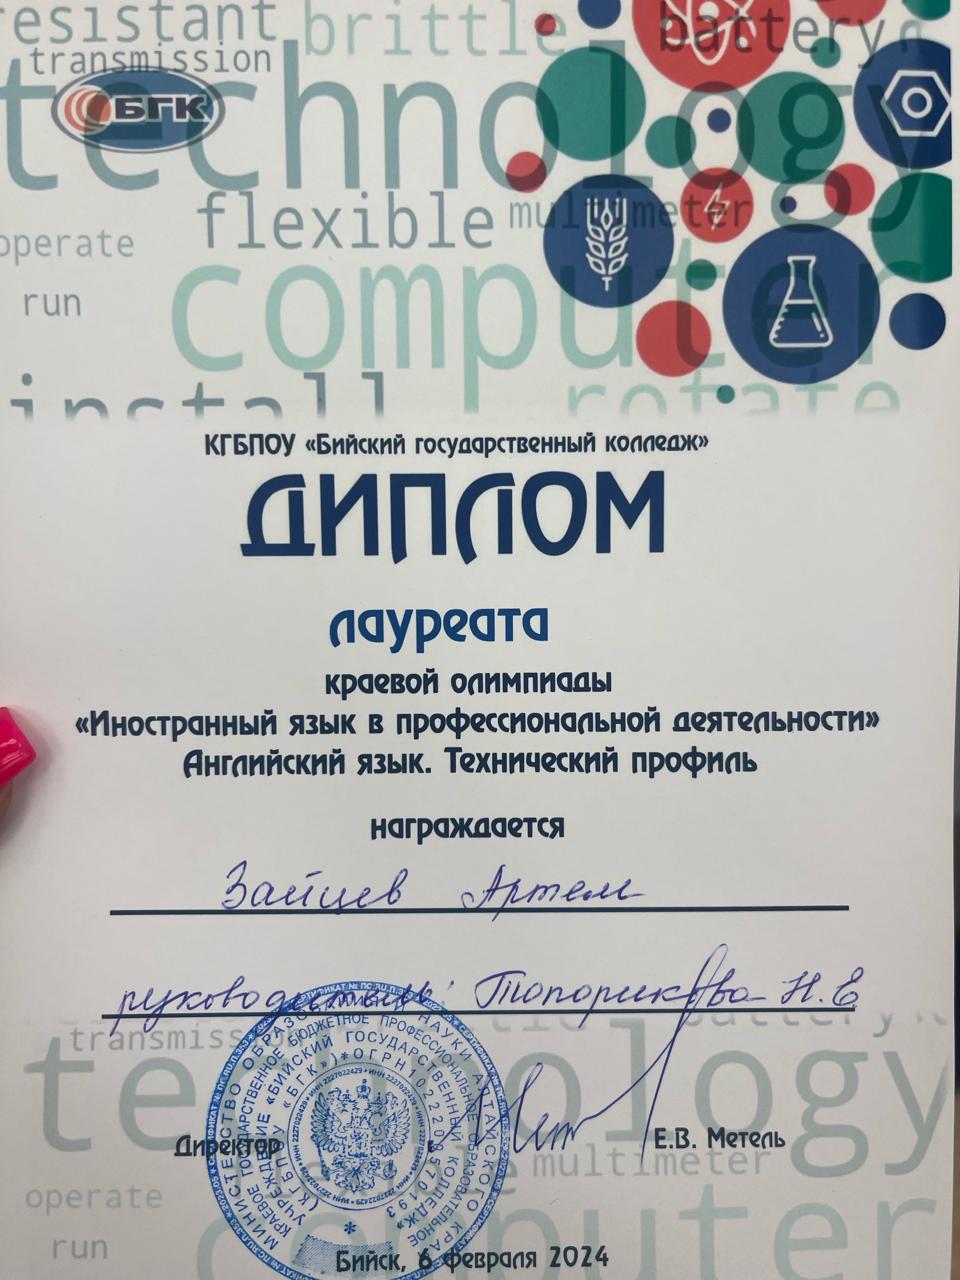 resistant brittle battery
transmission
technology
БГК
flexible multimeter
operate
computer
run
install rotate
КГБПОУ «Бийский государственный колледж»
ДИПЛОМ
лауреата
краевой олимпиады
«Иностранный язык в профессиональной деятельности»
Английский язык. Технический профиль
награждается
Зайцев Артем
руководитель: Топорикова Н.Е
transmission
technology
Директор Е.В. Метель
flexible multimeter
operate
computer
run
Бийск, 6 февраля 2024